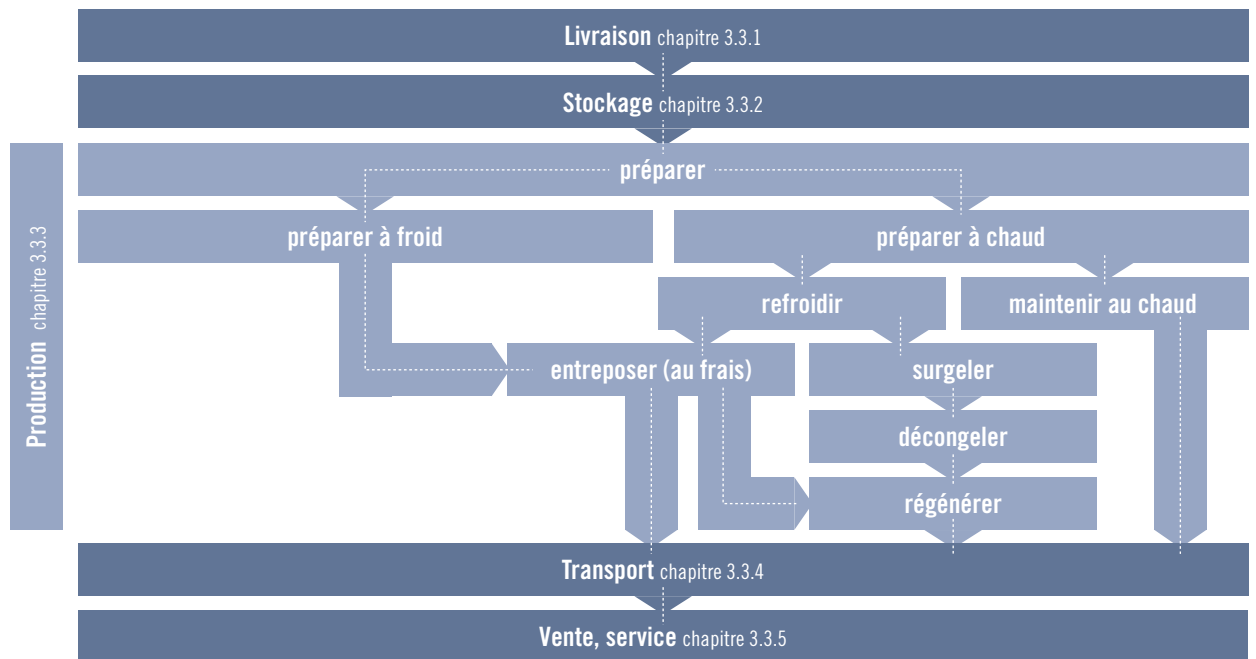 Livraison chapitre 3.3.1
Stockage chapitre 3.3.2
Production chapitre 3.3.3
préparer
préparer à froid
préparer à chaud
refroidir
maintenir au chaud
entreposer (au frais)
surgeler
décongeler
régénérer
Transport chapitre 3.3.4
Vente, service chapitre 3.3.5